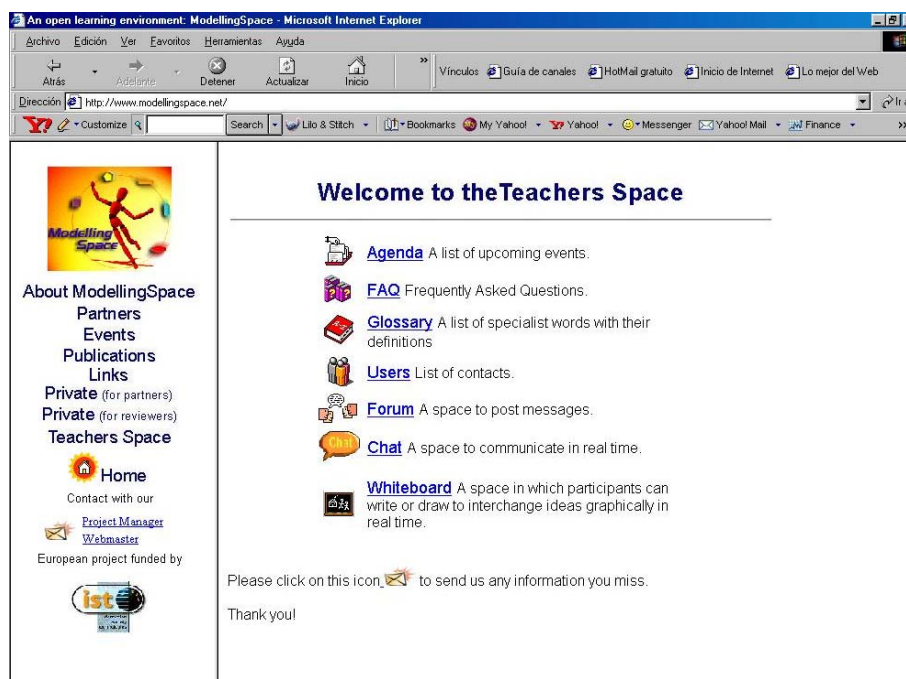 An open learning environment: ModellingSpace - Microsoft Internet Explorer
Archivo Edición Ver Favoritos Herramientas Ayuda
Atrás Adelante Detener Actualizar Inicio » Vínculos Guía de canales HotMail gratuito Inicio de Internet Lo mejor del Web
Dirección http://www.modellingspace.net/ Ir a
Y! Customize Search Lilo & Stitch Bookmarks My Yahoo! Yahoo! Messenger Yahoo! Mail Finance »
Modelling
Space
About ModellingSpace
Partners
Events
Publications
Links
Private (for partners)
Private (for reviewers)
Teachers Space
Home
Contact with our
Project Manager
Webmaster
European project funded by
ist
Welcome to theTeachers Space
Agenda A list of upcoming events.
FAQ Frequently Asked Questions.
Glossary A list of specialist words with their
definitions
Users List of contacts.
Forum A space to post messages.
Chat
Chat A space to communicate in real time.
Whiteboard A space in which participants can
write or draw to interchange ideas graphically in
real time.
Please click on this icon to send us any information you miss.
Thank you!